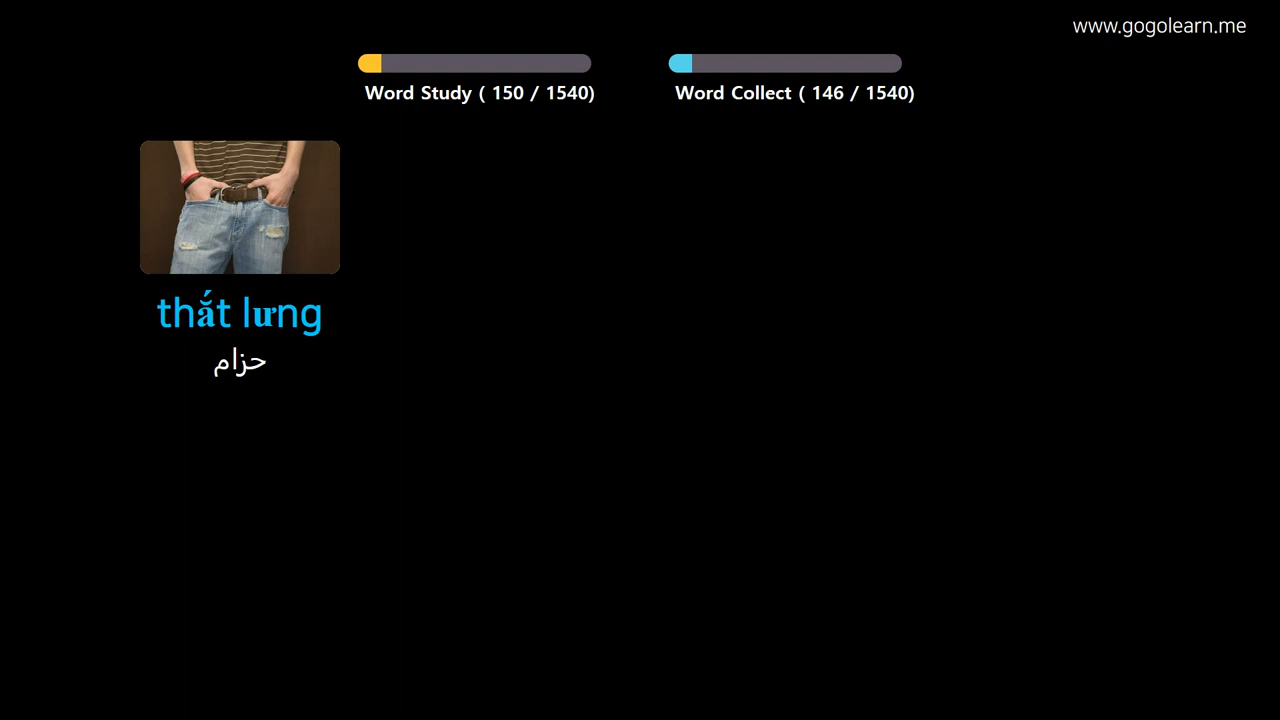 www.gogolearn.me
Word Study ( 150 / 1540)
Word Collect ( 146 / 1540)
thắt lưng
حزام